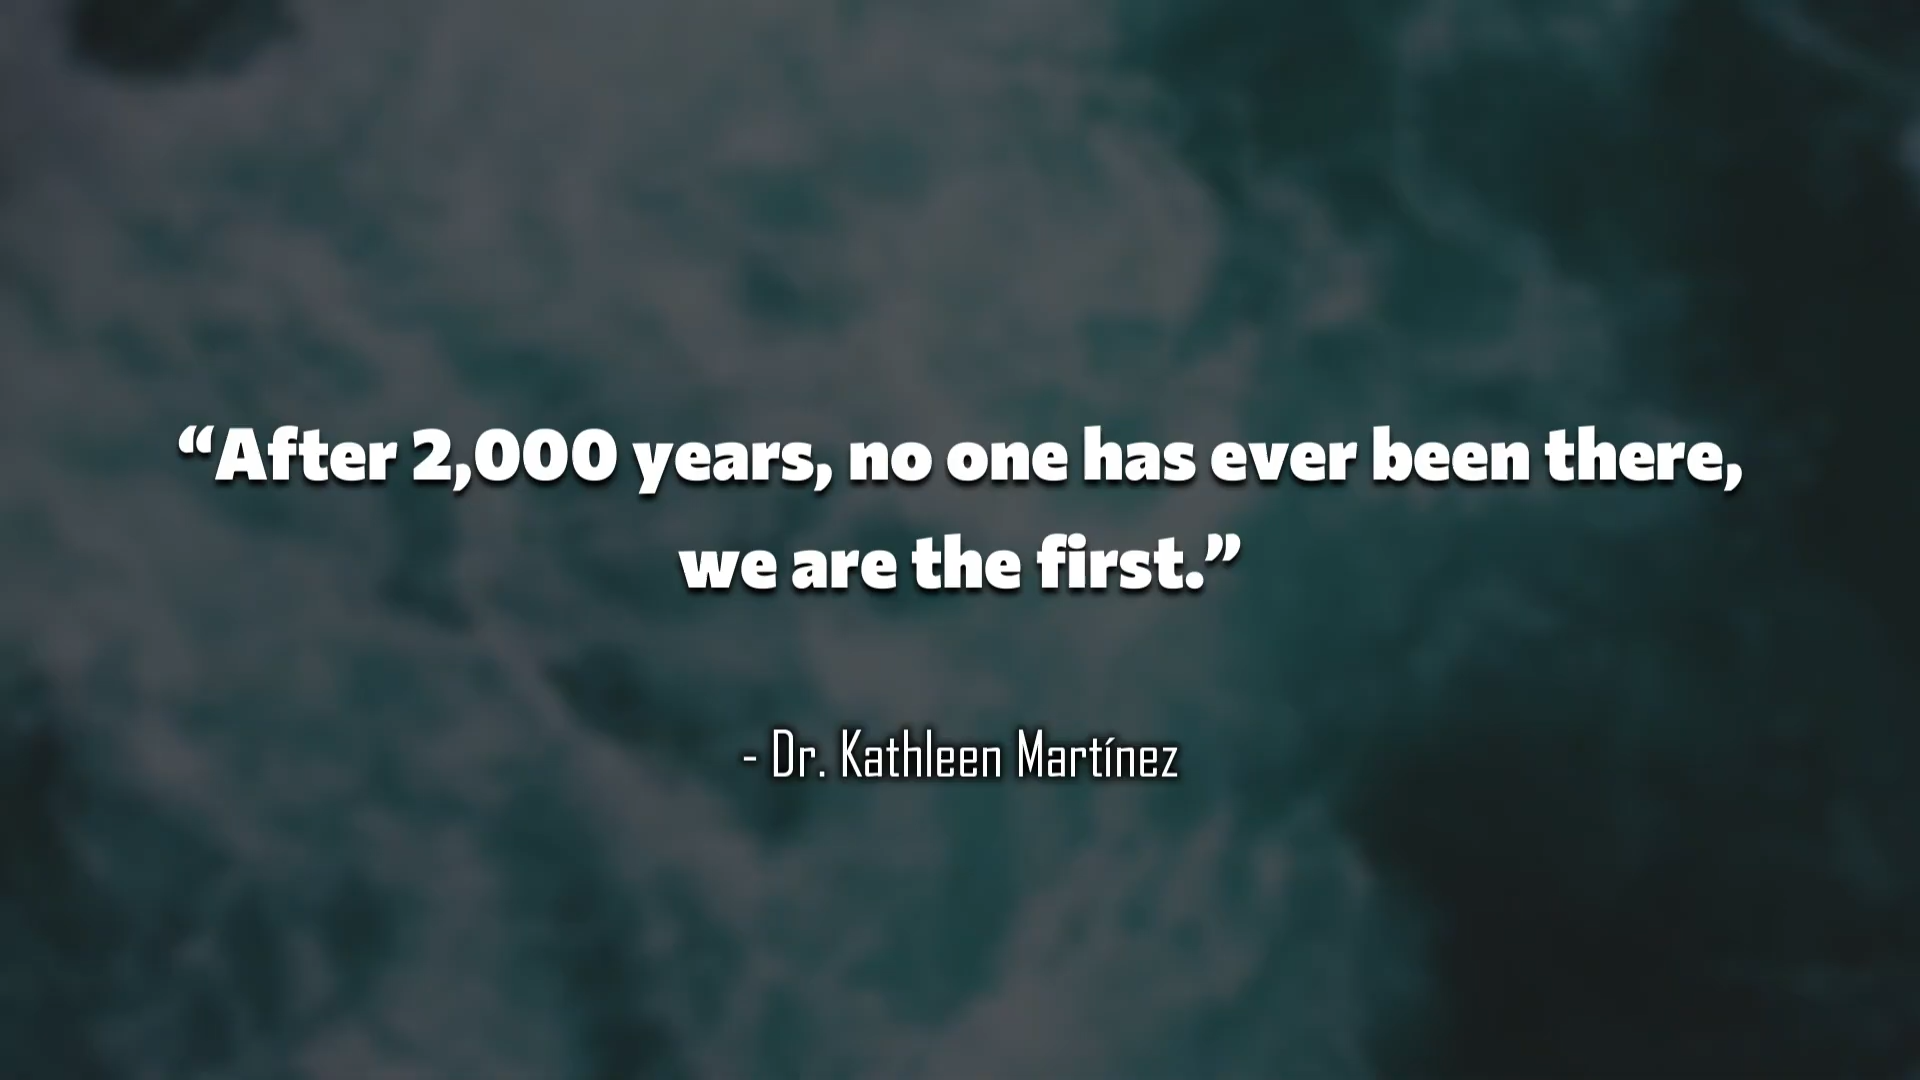 “After 2,000 years, no one has ever been there,
we are the first.”
- Dr. Kathleen Martínez